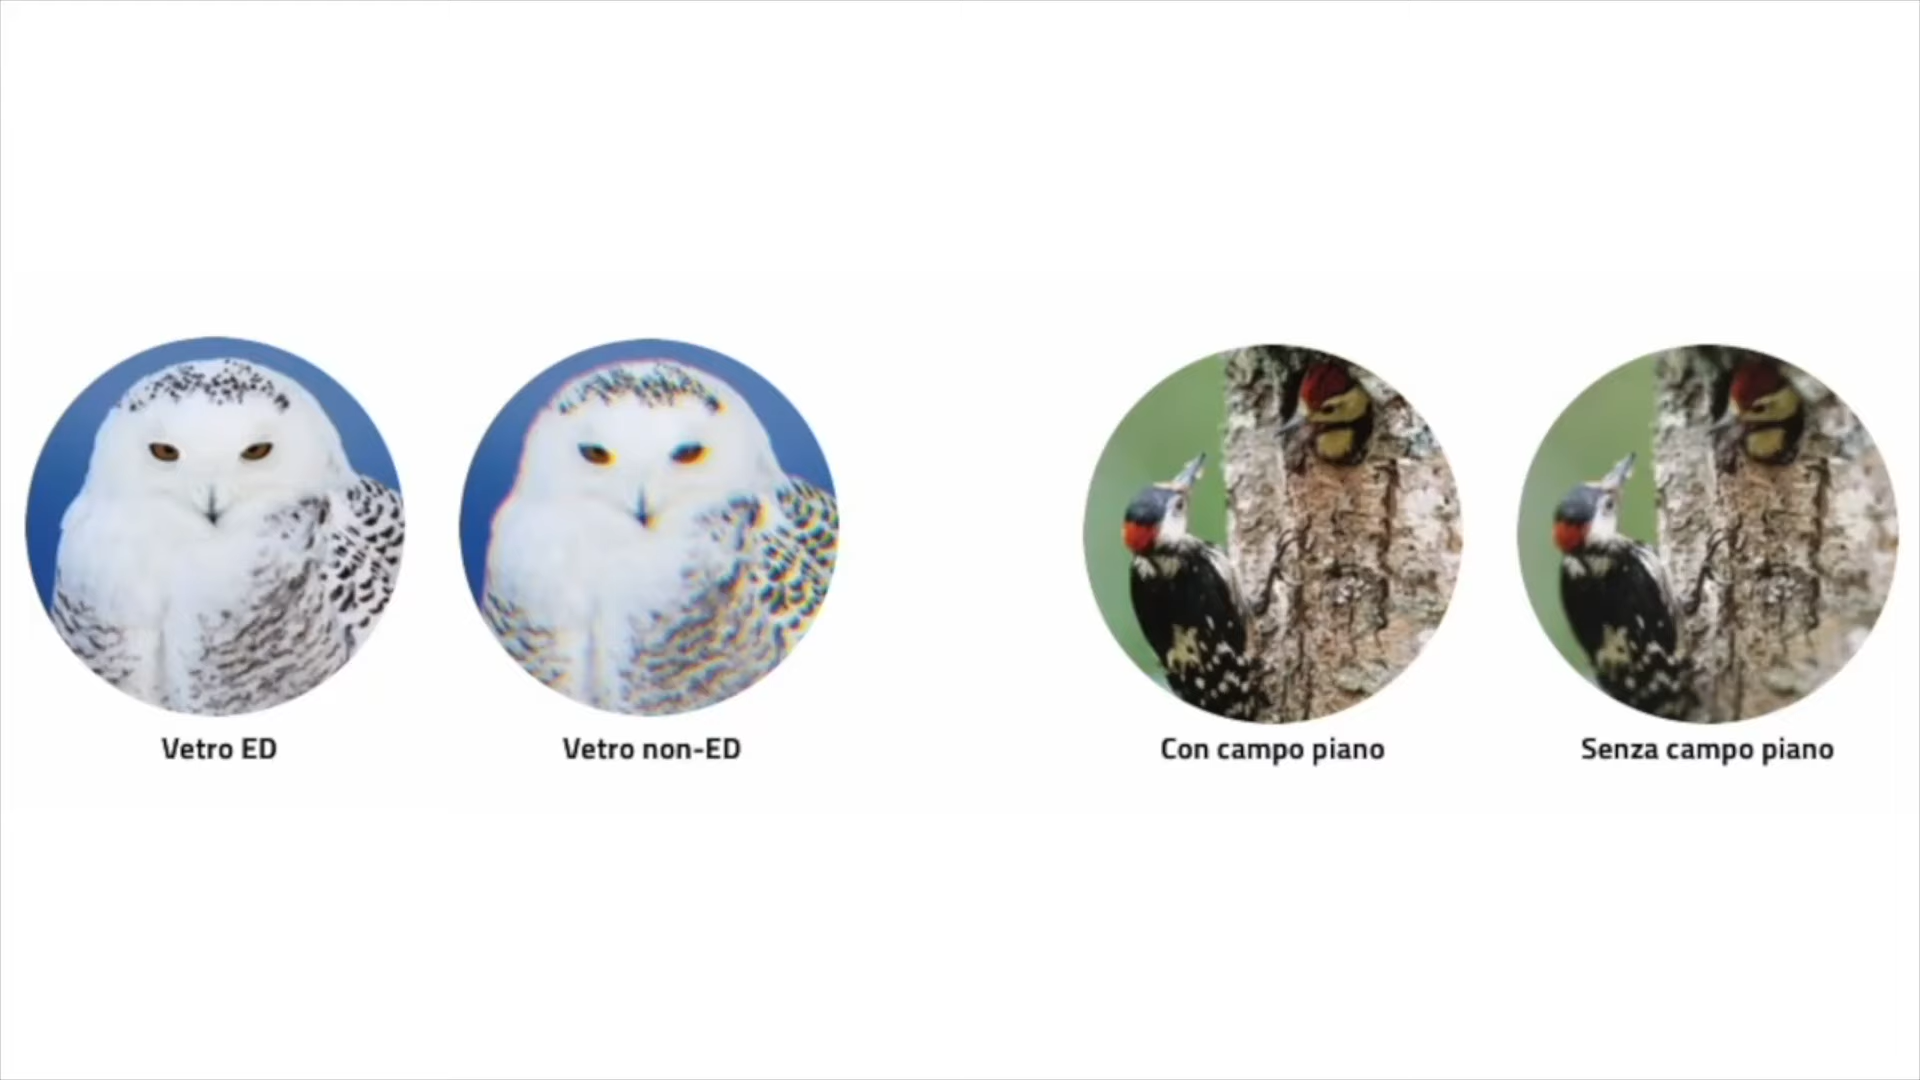 Vetro ED
Vetro non-ED
Con campo piano
Senza campo piano